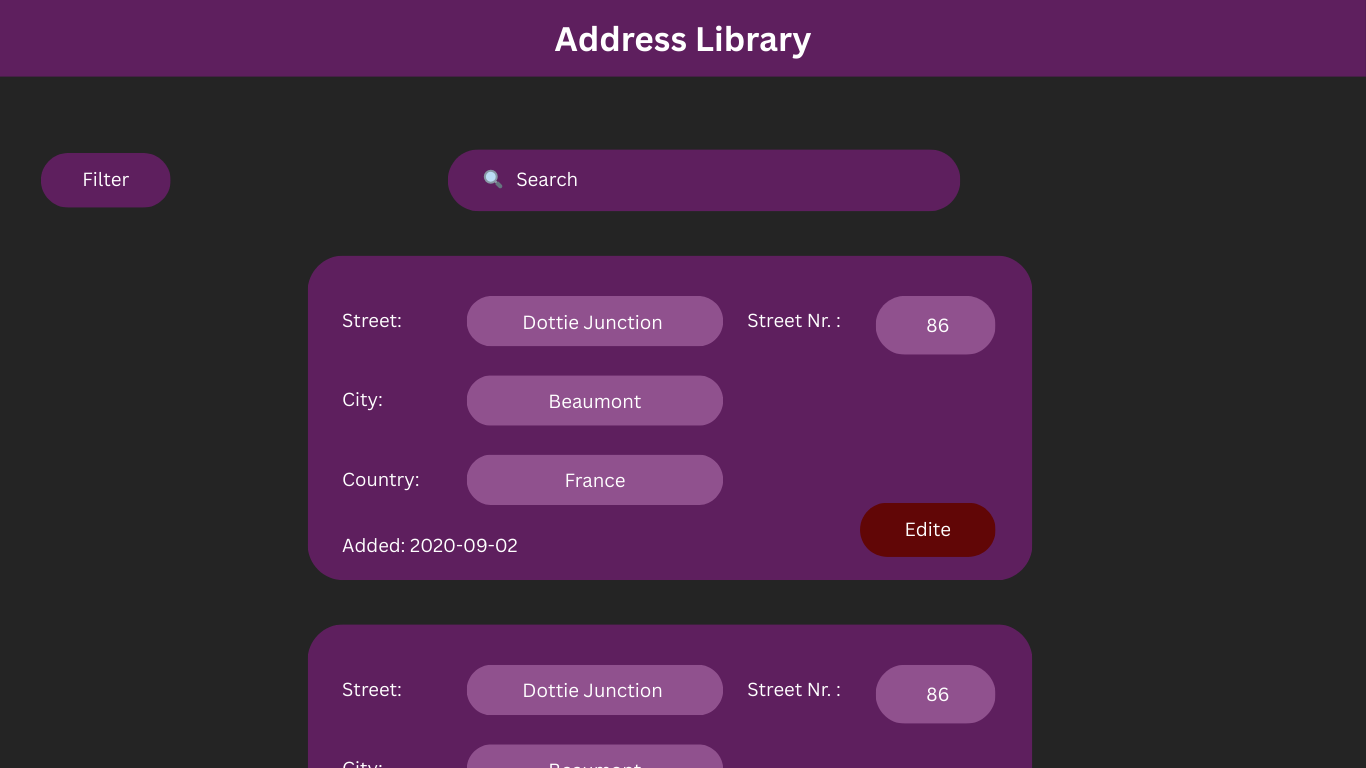 Address Library
Filter
Search
Street: Dottie Junction Street Nr. : 86
City: Beaumont
Country: France
Added: 2020-09-02
Edite
Street: Dottie Junction Street Nr. : 86
City: Beaumont